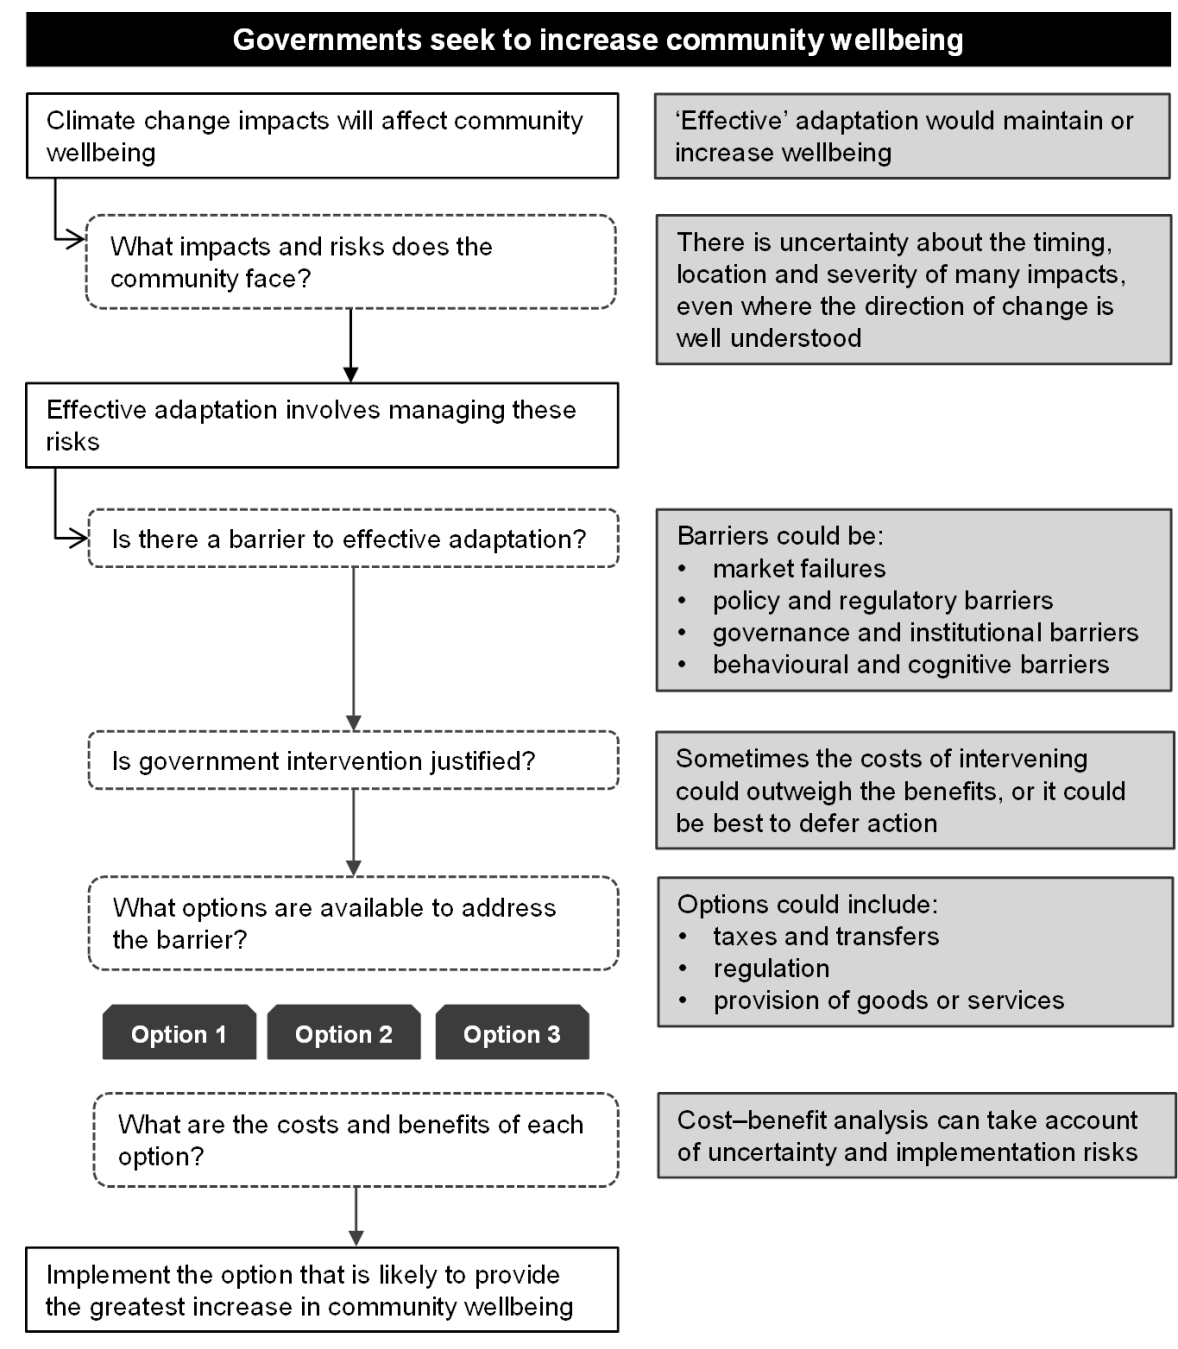 Governments seek to increase community wellbeing
Climate change impacts will affect community
wellbeing
‘Effective’ adaptation would maintain or
increase wellbeing
What impacts and risks does the
community face?
There is uncertainty about the timing,
location and severity of many impacts,
even where the direction of change is
well understood
Effective adaptation involves managing these
risks
Is there a barrier to effective adaptation?
Barriers could be:
• market failures
• policy and regulatory barriers
• governance and institutional barriers
• behavioural and cognitive barriers
Is government intervention justified?
Sometimes the costs of intervening
could outweigh the benefits, or it could
be best to defer action
What options are available to address
the barrier?
Options could include:
• taxes and transfers
• regulation
• provision of goods or services
Option 1
Option 2
Option 3
What are the costs and benefits of each
option?
Cost–benefit analysis can take account
of uncertainty and implementation risks
Implement the option that is likely to provide
the greatest increase in community wellbeing